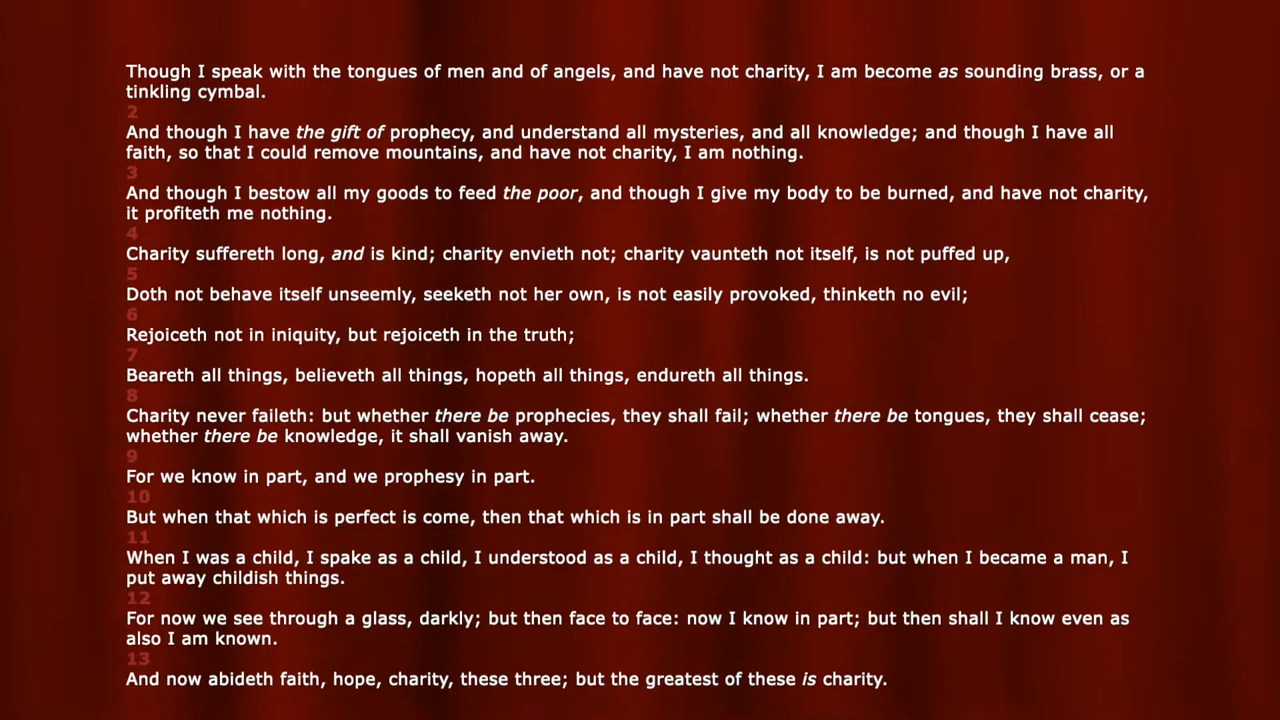 Though I speak with the tongues of men and of angels, and have not charity, I am become as sounding brass, or a
tinkling cymbal.
2
And though I have the gift of prophecy, and understand all mysteries, and all knowledge; and though I have all
faith, so that I could remove mountains, and have not charity, I am nothing.
3
And though I bestow all my goods to feed the poor, and though I give my body to be burned, and have not charity,
it profiteth me nothing.
4
Charity suffereth long, and is kind; charity envieth not; charity vaunteth not itself, is not puffed up,
5
Doth not behave itself unseemly, seeketh not her own, is not easily provoked, thinketh no evil;
6
Rejoiceth not in iniquity, but rejoiceth in the truth;
7
Beareth all things, believeth all things, hopeth all things, endureth all things.
8
Charity never faileth: but whether there be prophecies, they shall fail; whether there be tongues, they shall cease;
whether there be knowledge, it shall vanish away.
9
For we know in part, and we prophesy in part.
10
But when that which is perfect is come, then that which is in part shall be done away.
11
When I was a child, I spake as a child, I understood as a child, I thought as a child: but when I became a man, I
put away childish things.
12
For now we see through a glass, darkly; but then face to face: now I know in part; but then shall I know even as
also I am known.
13
And now abideth faith, hope, charity, these three; but the greatest of these is charity.